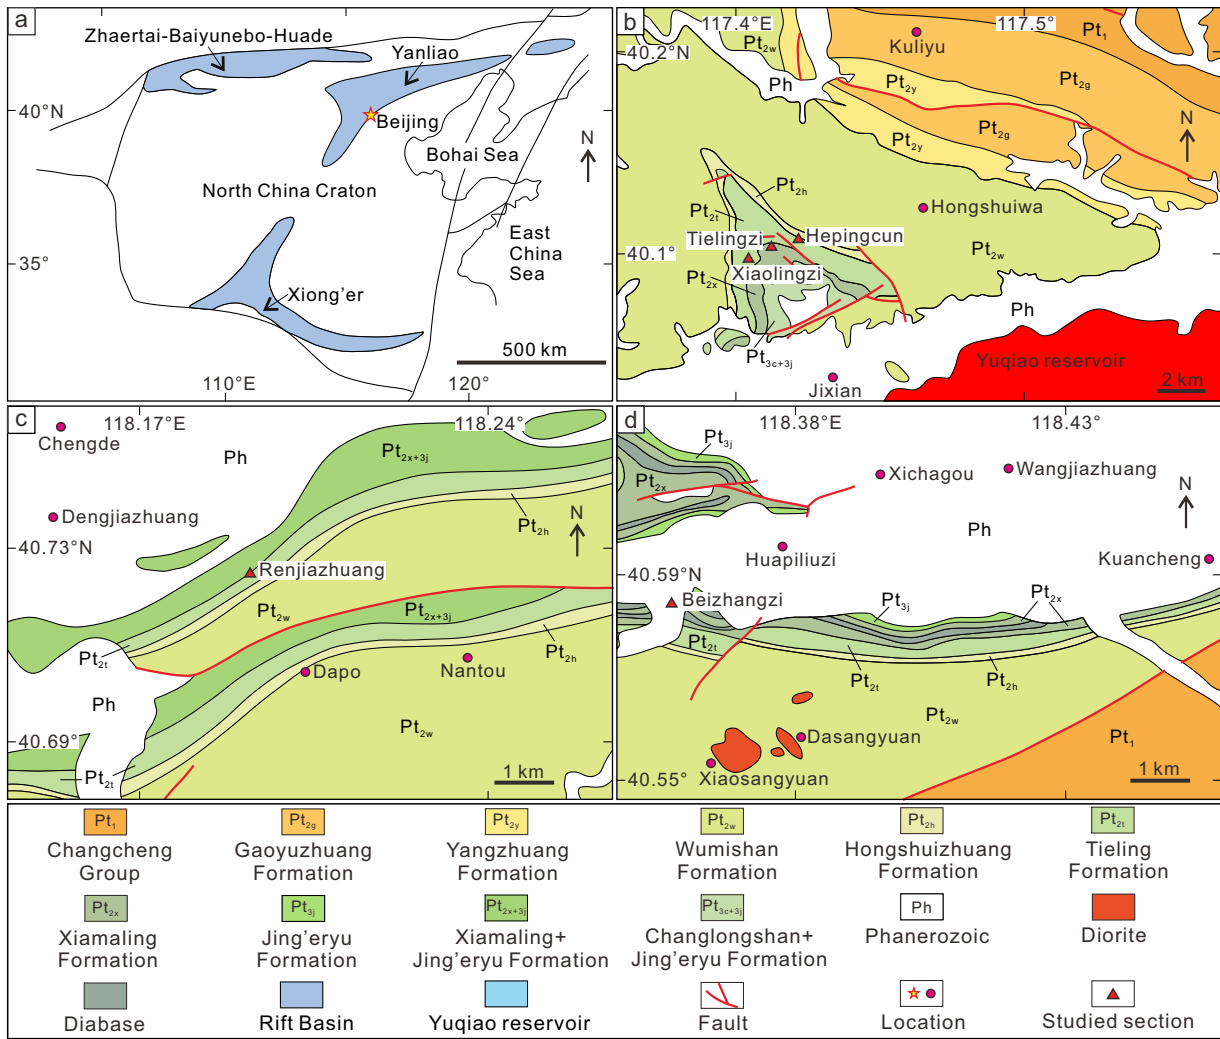 a
Zhaertai-Baiyunebo-Huade
Yanliao
40°N
Beijing
Bohai Sea
N
North China Craton
East
China
Sea
35°
Xiong'er
500 km
110°E
120°
b
117.4°E
117.5°
Pt1
Kuliyu
Pt2w
40.2°N
Ph
Pt2y
Pt2g
Pt2g
N
Pt2y
Pt2h
Pt2t
Hongshuiwa
Tielingzi
Hepingcun
40.1°
Pt2w
Xiaolingzi
Pt2x
Ph
Pt3c+3j
Yuqiao reservoir
Jixian
2 km
c
118.17°E
118.24°
Chengde
Ph
Pt2x+3j
Dengjiazhuang
Pt2h
N
40.73°N
Renjiazhuang
Pt2w
Pt2x+3j
Pt2t
Pt2h
Dapo
Nantou
Ph
Pt2w
40.69°
Pt2t
1 km
d
118.38°E
118.43°
Pt3j
Xichagou
Wangjiazhuang
Pt2x
N
Ph
Huapiliuzi
Kuancheng
40.59°N
Beizhangzi
Pt3j
Pt2x
Pt2t
Pt2t
Pt2h
Pt2w
Dasangyuan
Pt1
Xiaosangyuan
40.55°
1 km
Pt1
Changcheng
Group
Pt2g
Gaoyuzhuang
Formation
Pt2y
Yangzhuang
Formation
Pt2w
Wumishan
Formation
Pt2h
Hongshuizhuang
Formation
Pt2t
Tieling
Formation
Pt2x
Xiamaling
Formation
Pt3j
Jing'eryu
Formation
Pt2x+3j
Xiamaling+
Jing'eryu Formation
Pt3c+3j
Changlongshan+
Jing'eryu Formation
Ph
Phanerozoic
Diorite
Diabase
Rift Basin
Yuqiao reservoir
Fault
Location
Studied section